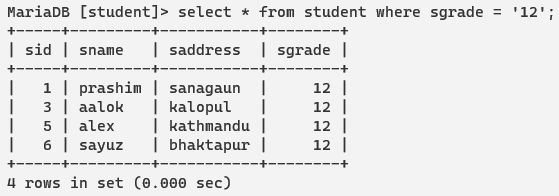 MariaDB [student]> select * from student where sgrade = '12';
+-----+---------+-----------+--------+
| sid | sname   | saddress  | sgrade |
+-----+---------+-----------+--------+
|   1 | prashim | sanagaun  |     12 |
|   3 | aalok   | kalopul   |     12 |
|   5 | alex    | kathmandu |     12 |
|   6 | sayuz   | bhaktapur |     12 |
+-----+---------+-----------+--------+
4 rows in set (0.000 sec)